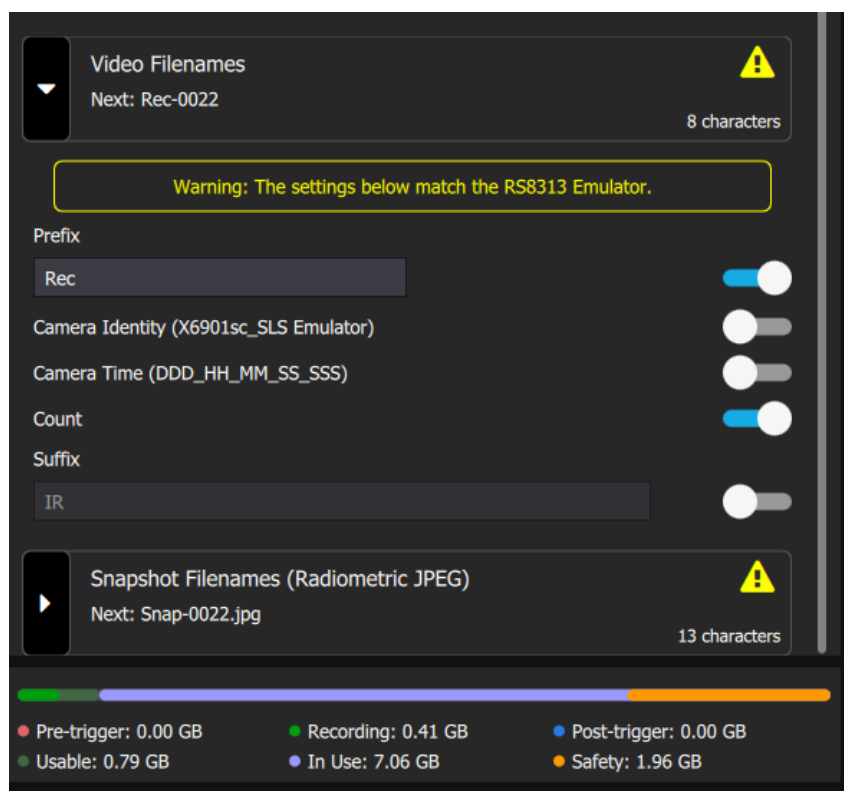 Video Filenames
Next: Rec-0022
8 characters
Warning: The settings below match the RS8313 Emulator.
Prefix
Rec
Camera Identity (X6901sc_SLS Emulator)
Camera Time (DDD_HH_MM_SS_SSS)
Count
Suffix
IR
Snapshot Filenames (Radiometric JPEG)
Next: Snap-0022.jpg
13 characters
Pre-trigger: 0.00 GB Recording: 0.41 GB Post-trigger: 0.00 GB
Usable: 0.79 GB In Use: 7.06 GB Safety: 1.96 GB